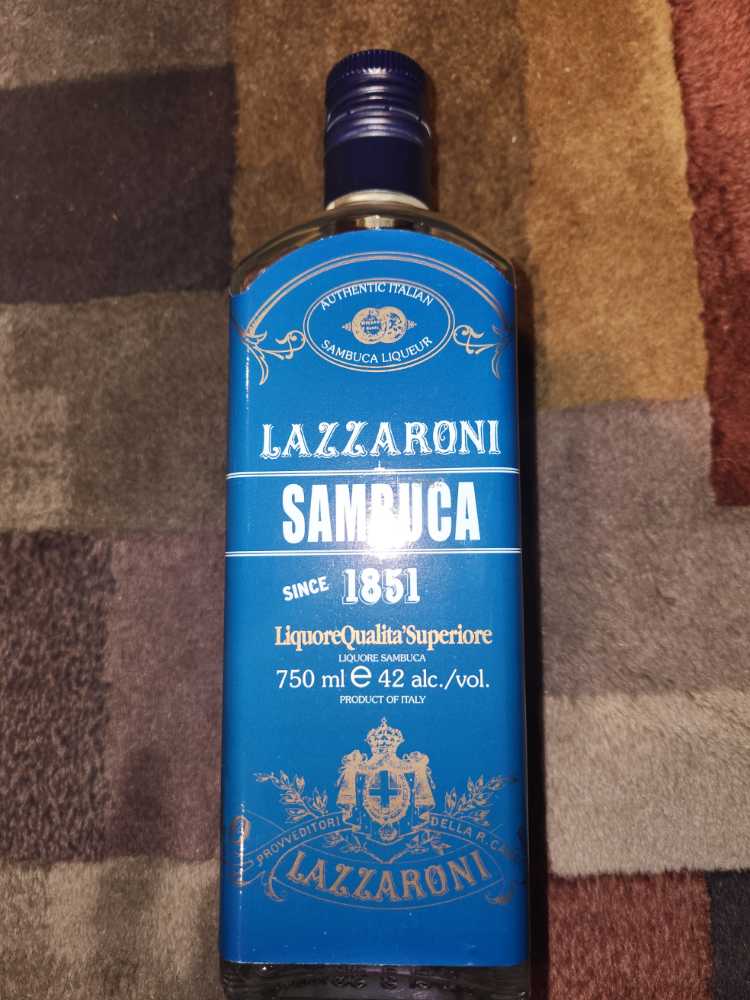 AUTHENTIC ITALIAN
SAMBUCA LIQUEUR
LAZZARONI
SAMBUCA
SINCE 1851
LiquoreQualita'Superiore
LIQUORE SAMBUCA
750 ml e 42 alc./vol.
PRODUCT OF ITALY
PROVVEDITORI DELLA R. CASA
LAZZARONI